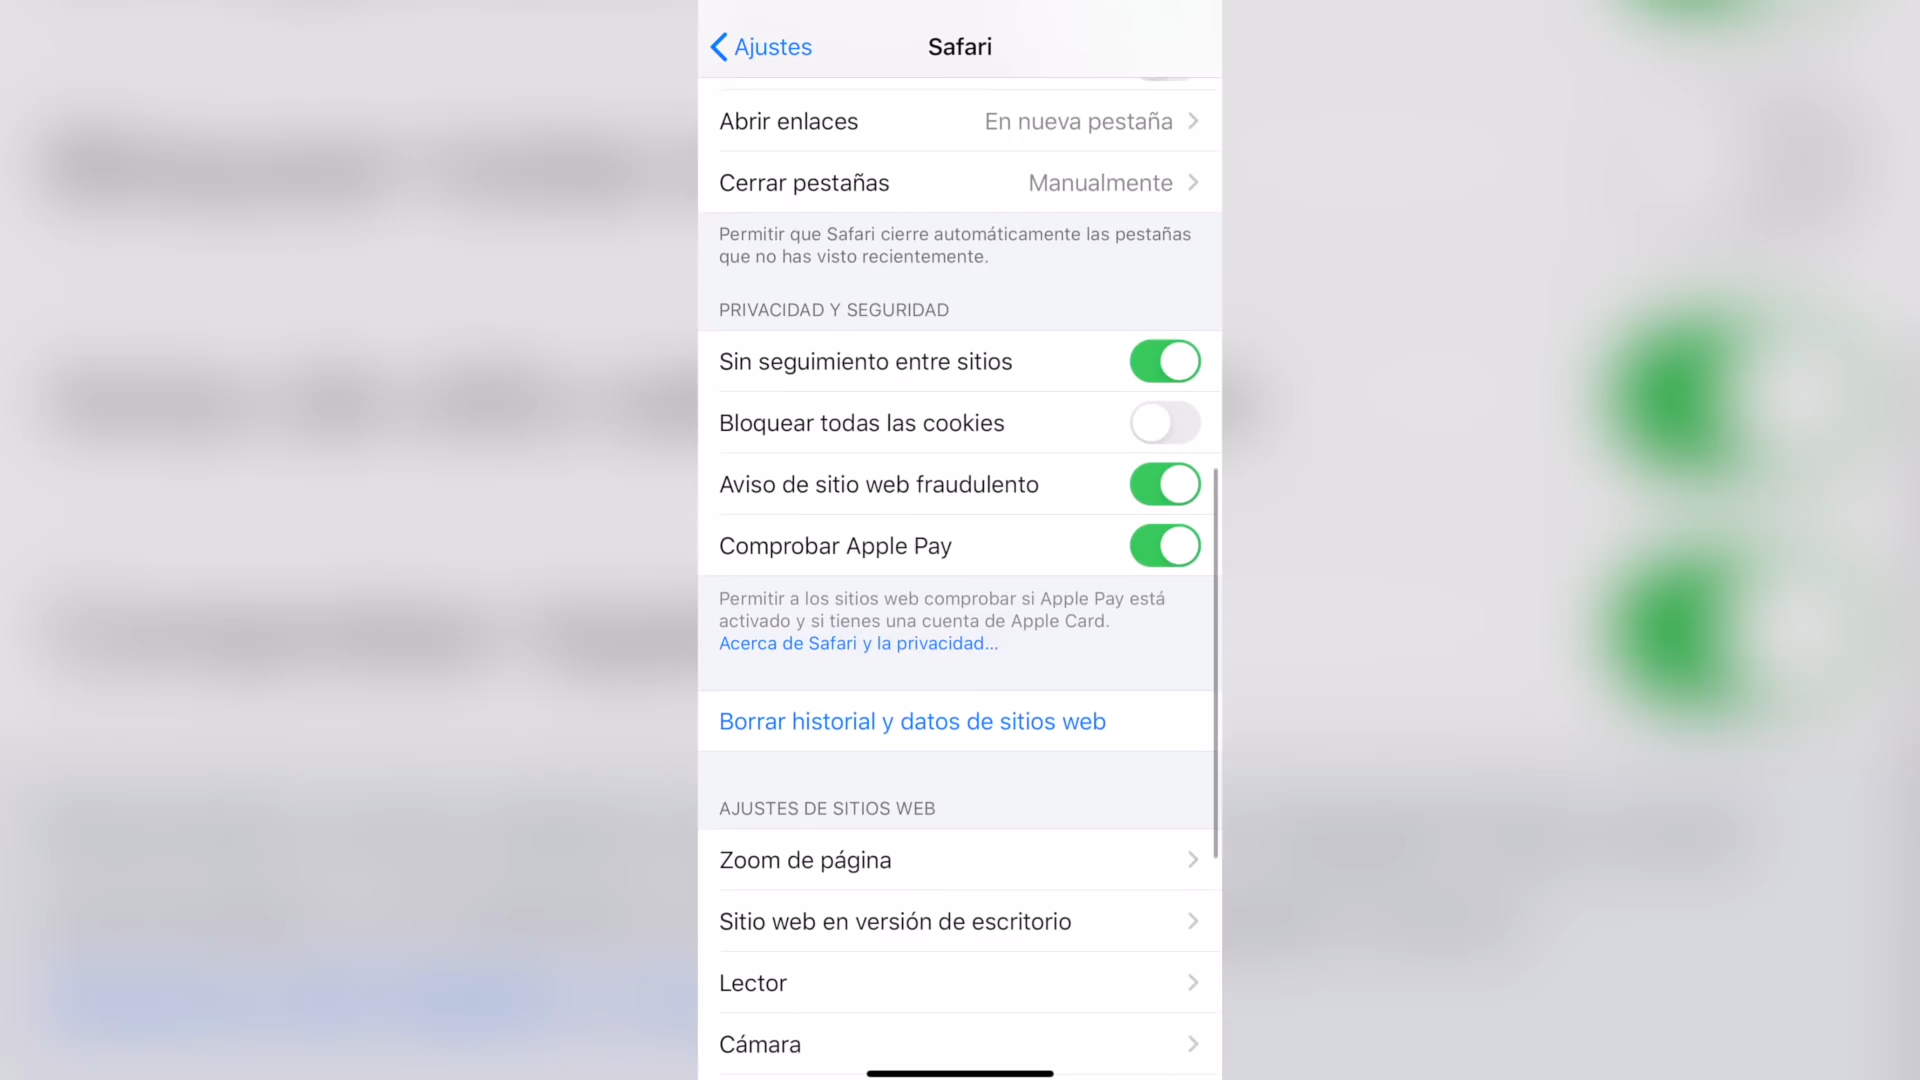 Ajustes
Safari
Abrir enlaces En nueva pestaña
Cerrar pestañas Manualmente
Permitir que Safari cierre automáticamente las pestañas
que no has visto recientemente.
PRIVACIDAD Y SEGURIDAD
Sin seguimiento entre sitios
Bloquear todas las cookies
Aviso de sitio web fraudulento
Comprobar Apple Pay
Permitir a los sitios web comprobar si Apple Pay está
activado y si tienes una cuenta de Apple Card.
Acerca de Safari y la privacidad...
Borrar historial y datos de sitios web
AJUSTES DE SITIOS WEB
Zoom de página
Sitio web en versión de escritorio
Lector
Cámara